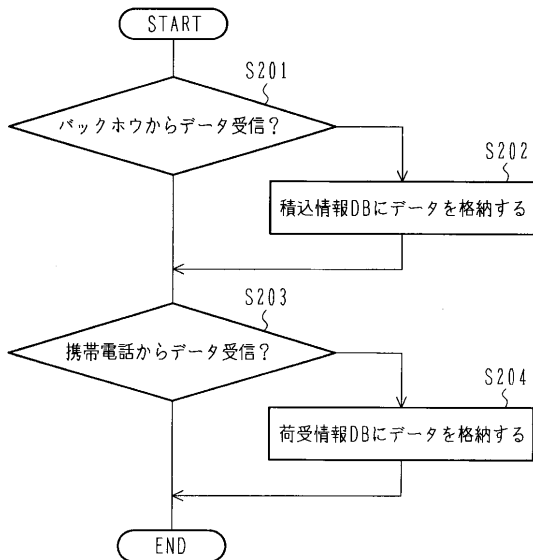 START
S201
バックホウからデータ受信?
S202
積込情報DBにデータを格納する
S203
携帯電話からデータ受信?
S204
荷受情報DBにデータを格納する
END